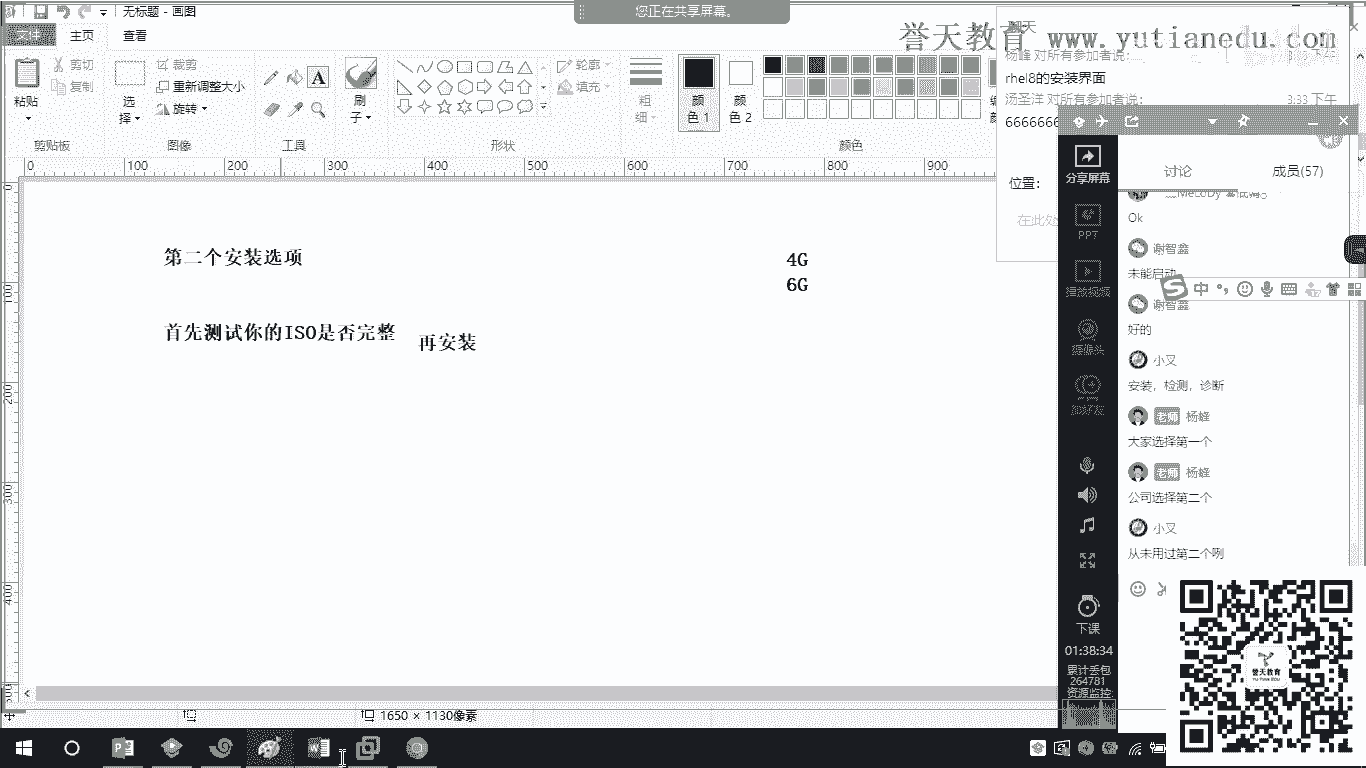 无标题 - 画图
您正在共享屏幕。
文件
主页
查看
誉天教育 www.yutianedu.com
粘贴
剪切
复制
剪贴板
选择
裁剪
重新调整大小
旋转
图像
A
工具
刷子
形状
轮廓
填充
粗细
颜色 1
颜色 2
颜色
聊天
杨峰 对所有参加者说:
rhel8的安装界面
汤圣洋 对所有参加者说: 3:33 下午
6666666
位置:
在此处
0 100 200 300 400 500 600 700 800 900
0
100
200
300
400
第二个安装选项
4G
6G
首先测试你的ISO是否完整
再安装
分享屏幕
PPT
播放视频
摄像头
加好友
下课
01:38:34
累计丢包
264781
资源监控:
讨论
成员(57)
Ok
谢智鑫
未能启动
中
谢智鑫
好的
小叉
安装，检测，诊断
老师 杨峰
大家选择第一个
老师 杨峰
公司选择第二个
小叉
从未用过第二个咧
誉天教育
1650 × 1130像素